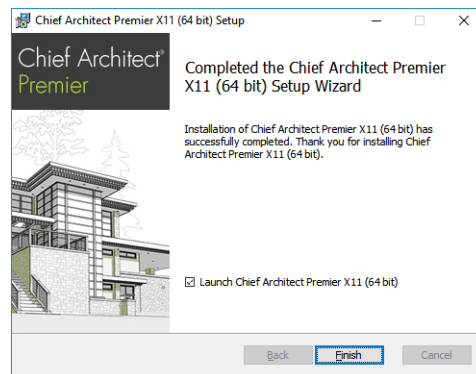 Chief Architect Premier X11 (64 bit) Setup
Chief Architect®
Premier
Completed the Chief Architect Premier
X11 (64 bit) Setup Wizard
Installation of Chief Architect Premier X11 (64 bit) has
successfully completed. Thank you for installing Chief
Architect Premier X11 (64 bit).
Launch Chief Architect Premier X11 (64 bit)
Back Finish Cancel